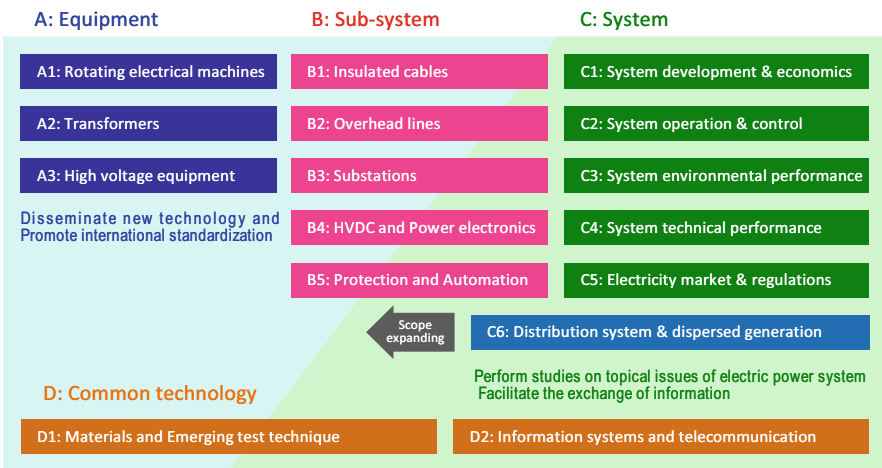 A: Equipment
B: Sub-system
C: System
A1: Rotating electrical machines
B1: Insulated cables
C1: System development & economics
A2: Transformers
B2: Overhead lines
C2: System operation & control
A3: High voltage equipment
B3: Substations
C3: System environmental performance
Disseminate new technology and
Promote international standardization
B4: HVDC and Power electronics
C4: System technical performance
B5: Protection and Automation
C5: Electricity market & regulations
Scope
expanding
C6: Distribution system & dispersed generation
Perform studies on topical issues of electric power system
Facilitate the exchange of information
D: Common technology
D1: Materials and Emerging test technique
D2: Information systems and telecommunication